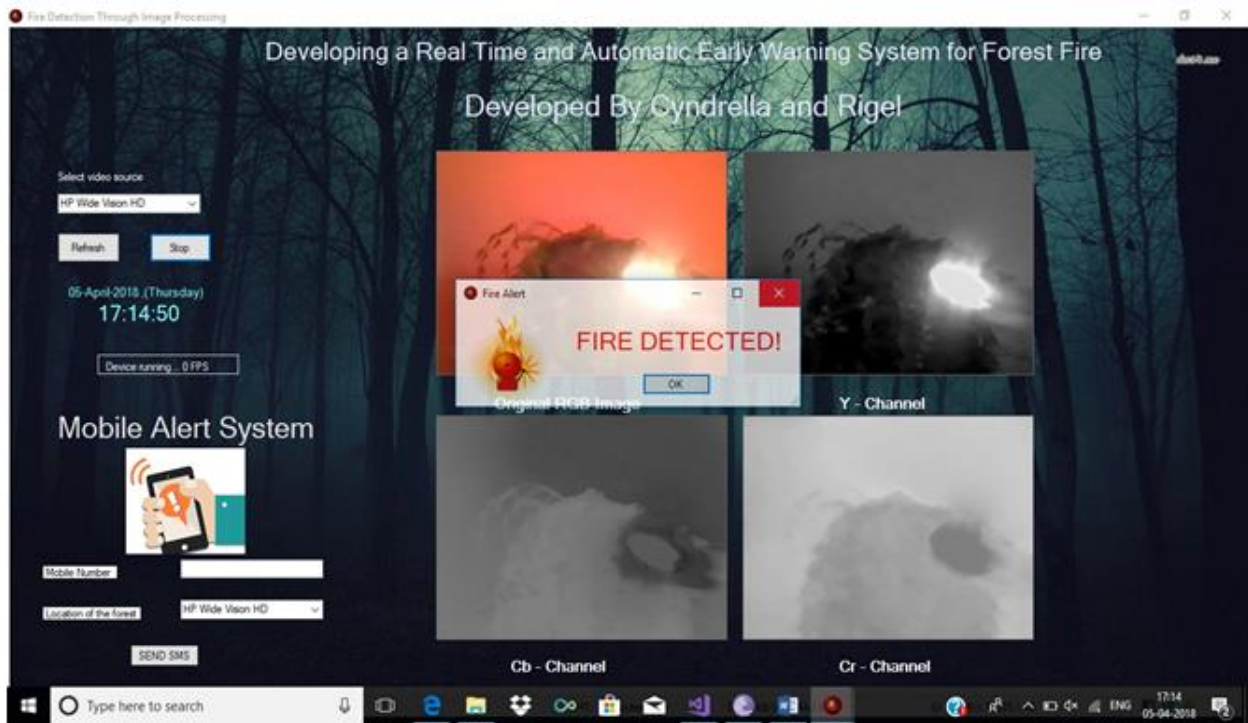 Fire Detection Through Image Processing
Developing a Real Time and Automatic Early Warning System for Forest Fire
Developed By Cyndrella and Rigel
Select video source
HP Wide Vision HD
Refresh
Stop
05-April-2018 ,(Thursday)
17:14:50
Device running... 0 FPS
Fire Alert
FIRE DETECTED!
OK
Original RGB Image
Y - Channel
Mobile Alert System
Mobile Number
Location of the forest
HP Wide Vision HD
SEND SMS
Cb - Channel
Cr - Channel
Type here to search
ENG
17:14
05-04-2018
2